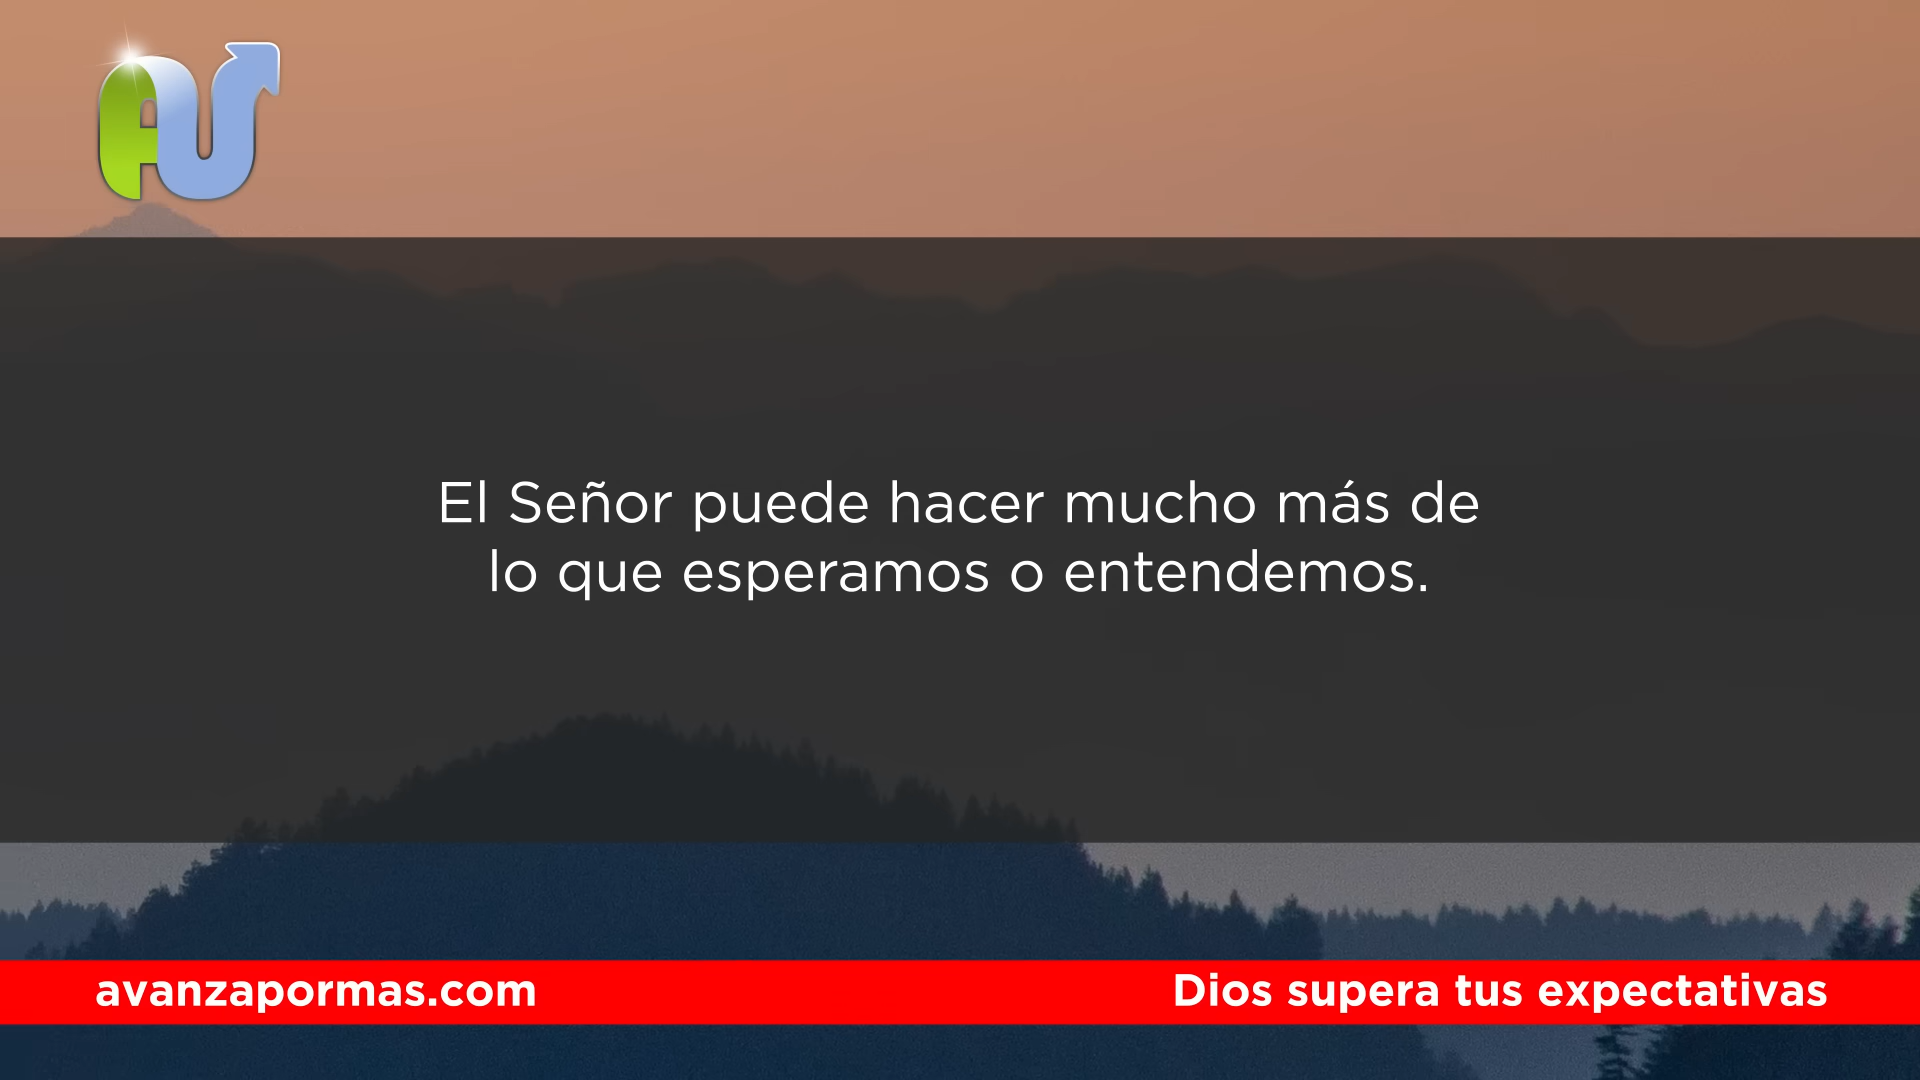 El Señor puede hacer mucho más de
lo que esperamos o entendemos.
avanzapormas.com
Dios supera tus expectativas